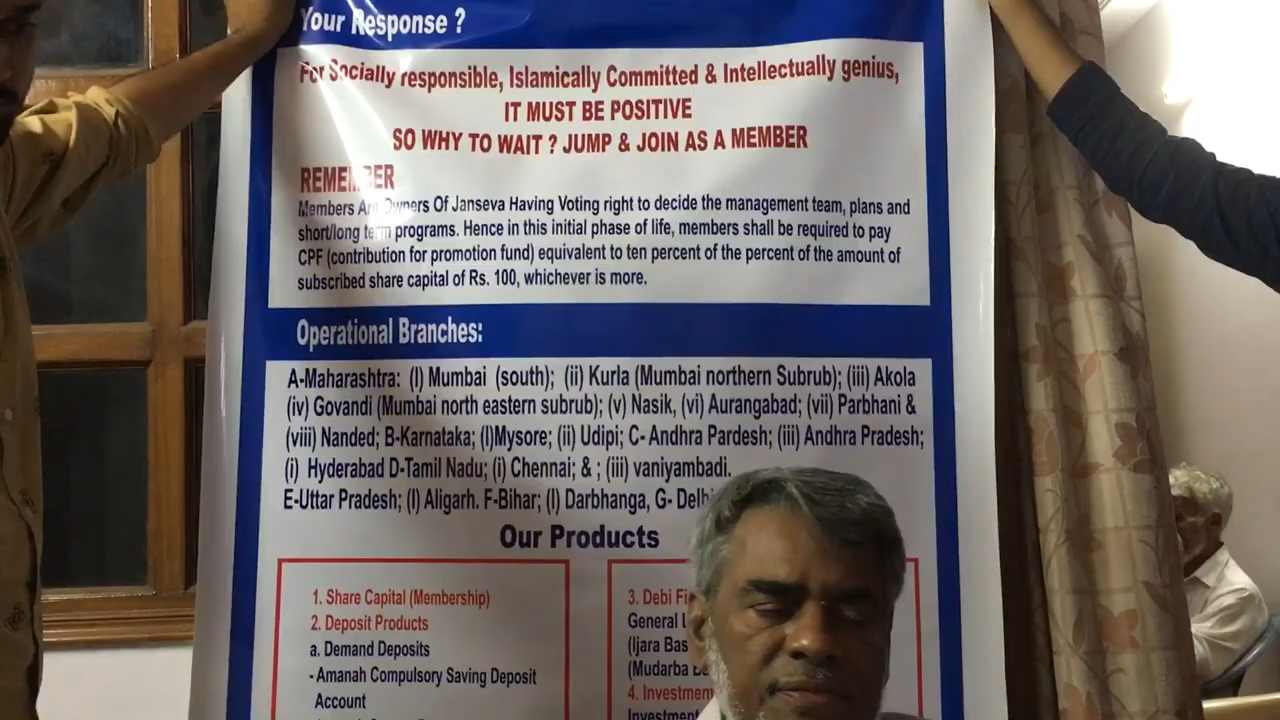 Your Response ?
For Socially responsible, Islamically Committed & Intellectually genius,
IT MUST BE POSITIVE
SO WHY TO WAIT ? JUMP & JOIN AS A MEMBER
REMEMBER
Members Are Owners Of Janseva Having Voting right to decide the management team, plans and
short/long term programs. Hence in this initial phase of life, members shall be required to pay
CPF (contribution for promotion fund) equivalent to ten percent of the percent of the amount of
subscribed share capital of Rs. 100, whichever is more.
Operational Branches:
A-Maharashtra: (I) Mumbai (south); (ii) Kurla (Mumbai northern Subrub); (iii) Akola
(iv) Govandi (Mumbai north eastern subrub); (v) Nasik, (vi) Aurangabad; (vii) Parbhani &
(viii) Nanded; B-Karnataka; (I)Mysore; (ii) Udipi; C- Andhra Pardesh; (iii) Andhra Pradesh;
(i) Hyderabad D-Tamil Nadu; (i) Chennai; & ; (iii) vaniyambadi.
E-Uttar Pradesh; (I) Aligarh. F-Bihar; (I) Darbhanga, G- Delhi
Our Products
1. Share Capital (Membership)
2. Deposit Products
a. Demand Deposits
- Amanah Compulsory Saving Deposit
Account
3. Debi
General
(Ijara
(Mudarba
4. Investment